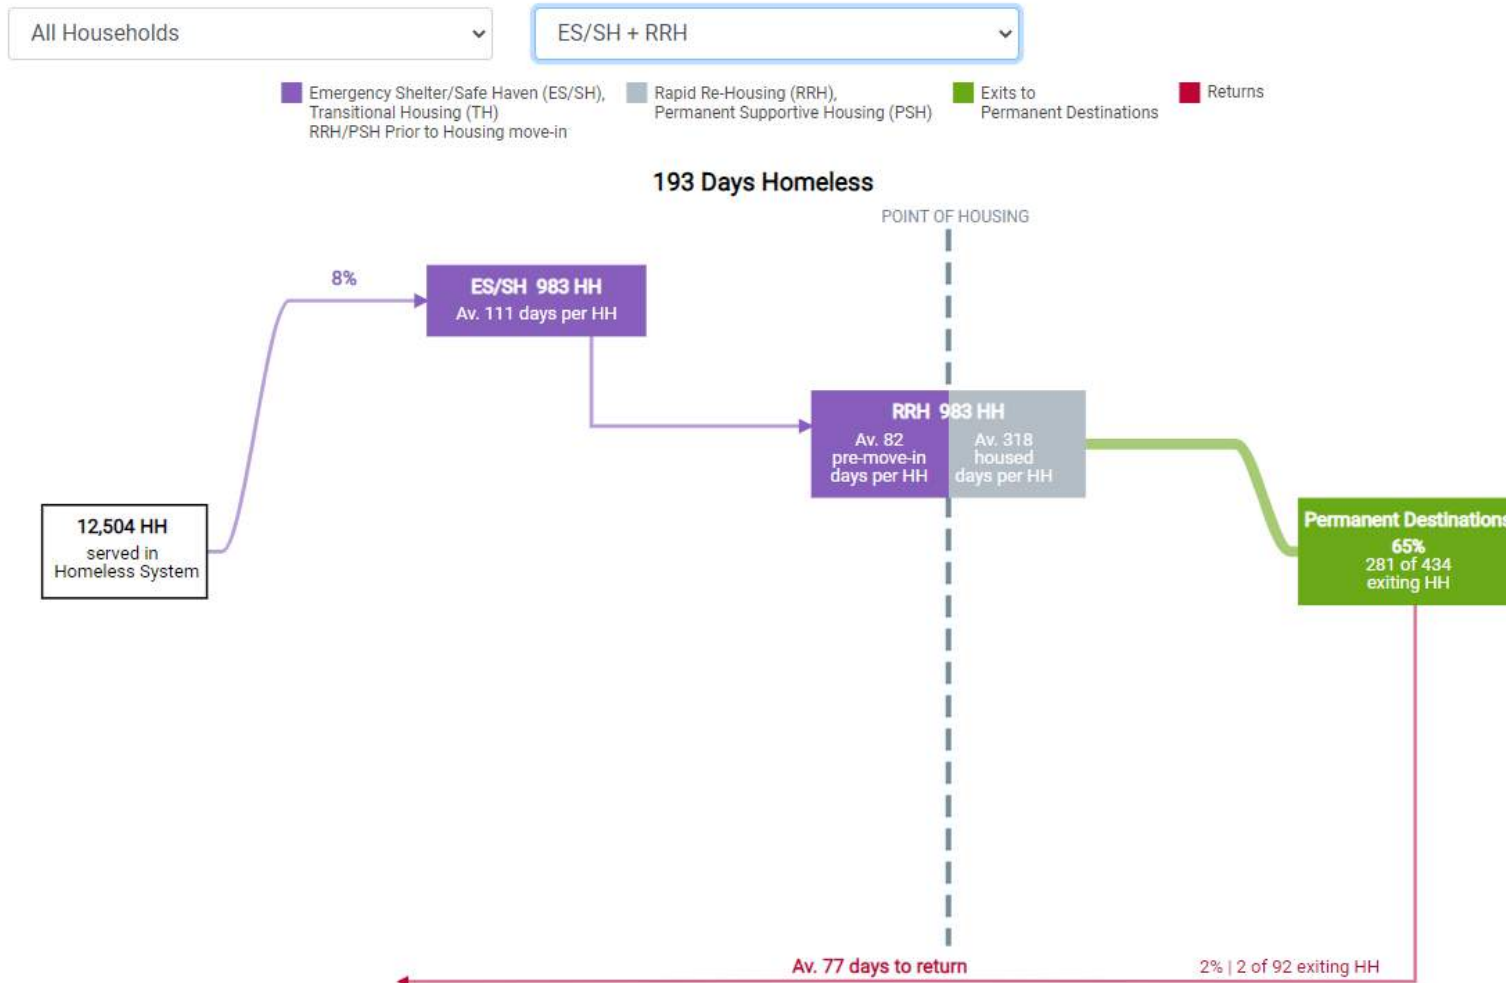 All Households
ES/SH + RRH
Emergency Shelter/Safe Haven (ES/SH),
Transitional Housing (TH)
RRH/PSH Prior to Housing move-in
Rapid Re-Housing (RRH),
Permanent Supportive Housing (PSH)
Exits to
Permanent Destinations
Returns
193 Days Homeless
POINT OF HOUSING
8%
ES/SH 983 HH
Av. 111 days per HH
RRH 983 HH
Av. 82
pre-move-in
days per HH
Av. 318
housed
days per HH
12,504 HH
served in
Homeless System
Permanent Destinations
65%
281 of 434
exiting HH
Av. 77 days to return
2% | 2 of 92 exiting HH